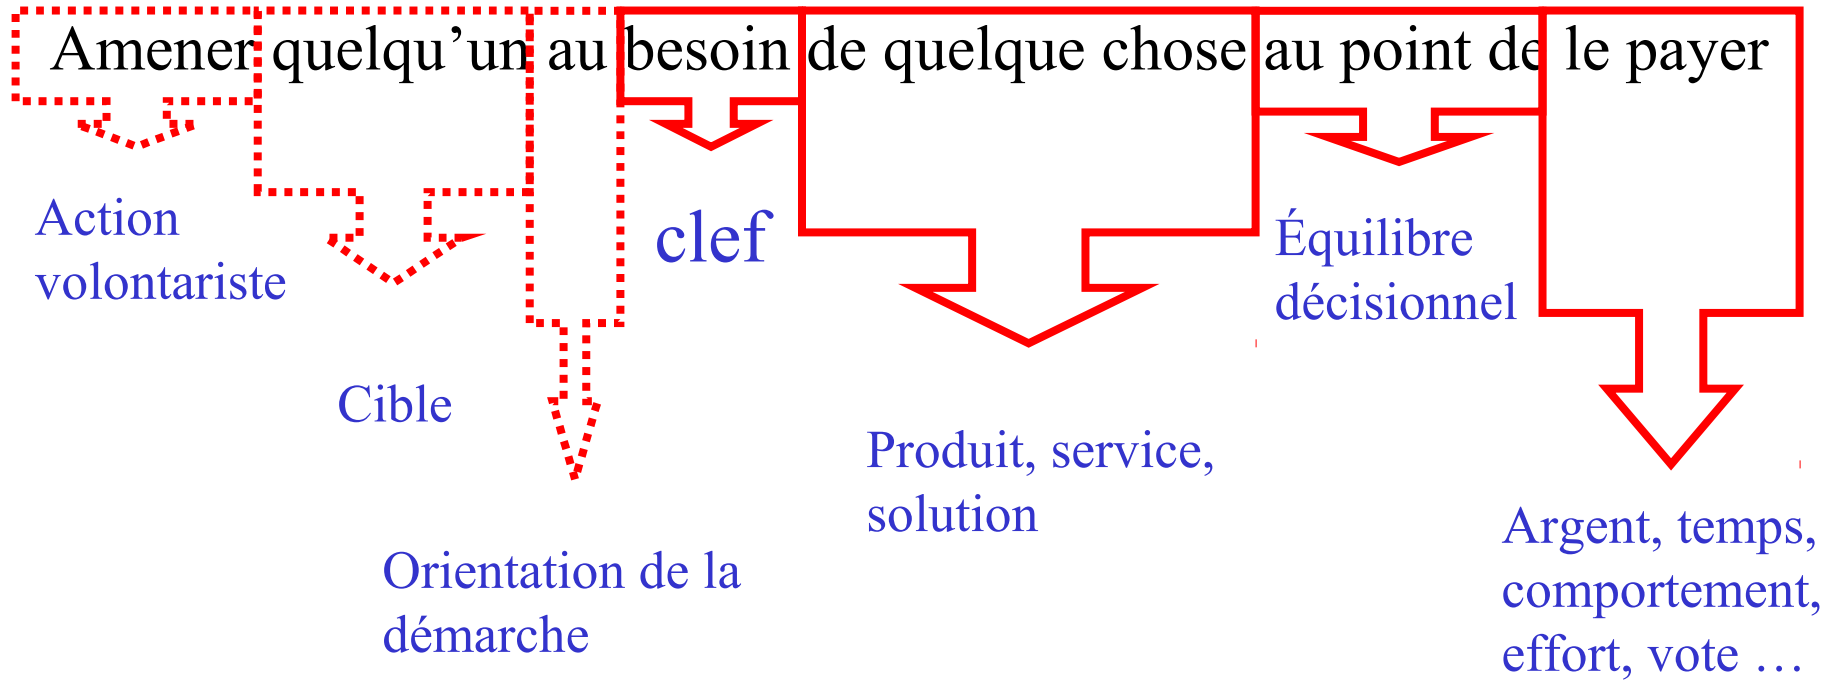 Amener quelqu’un au besoin de quelque chose au point de le payer
Action
volontariste
Cible
Orientation de la
démarche
clef
Produit, service,
solution
Équilibre
décisionnel
Argent, temps,
comportement,
effort, vote …